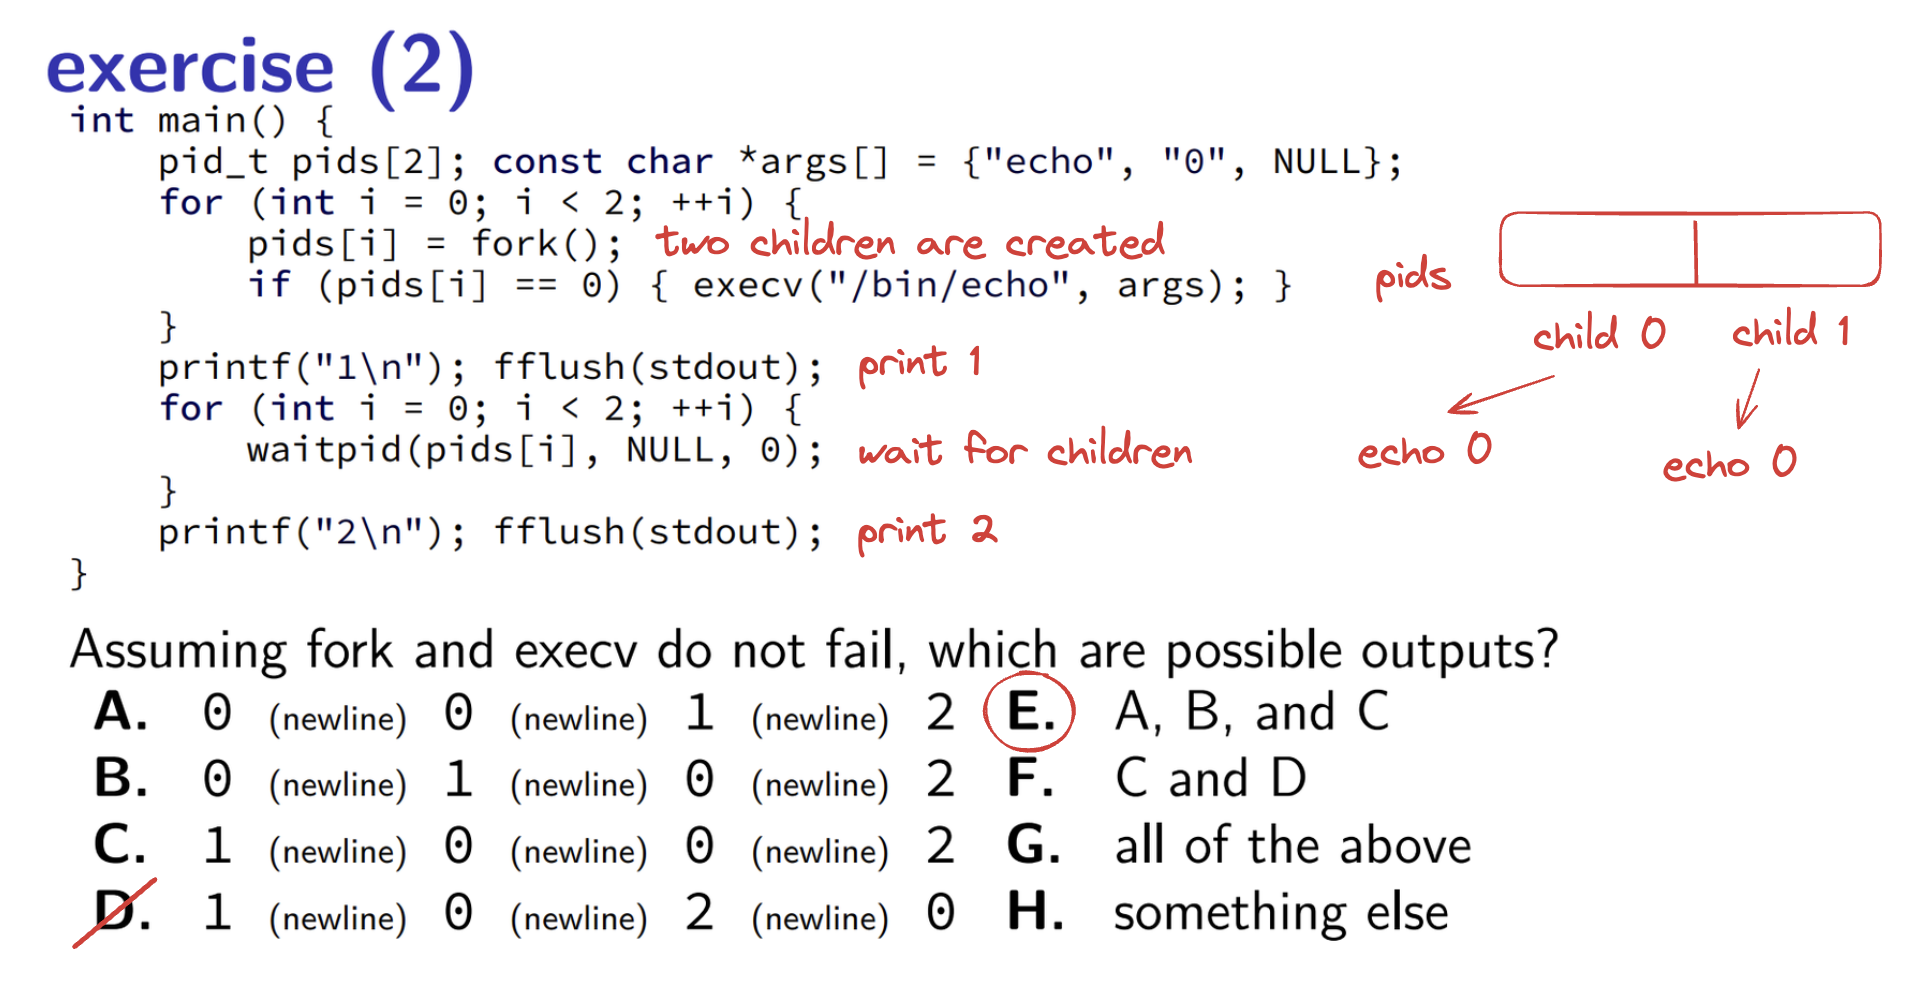 exercise (2)
int main() {
    pid_t pids[2]; const char *args[] = {"echo", "0", NULL};
    for (int i = 0; i < 2; ++i) {
        pids[i] = fork(); two children are created
        if (pids[i] == 0) { execv("/bin/echo", args); }
    }
    printf("1\n"); fflush(stdout); print 1
    for (int i = 0; i < 2; ++i) {
        waitpid(pids[i], NULL, 0); wait for children
    }
    printf("2\n"); fflush(stdout); print 2
}
pids
child 0 child 1
echo 0 echo 0
Assuming fork and execv do not fail, which are possible outputs?
A. 0 (newline) 0 (newline) 1 (newline) 2 E. A, B, and C
B. 0 (newline) 1 (newline) 0 (newline) 2 F. C and D
C. 1 (newline) 0 (newline) 0 (newline) 2 G. all of the above
D. 1 (newline) 0 (newline) 2 (newline) 0 H. something else